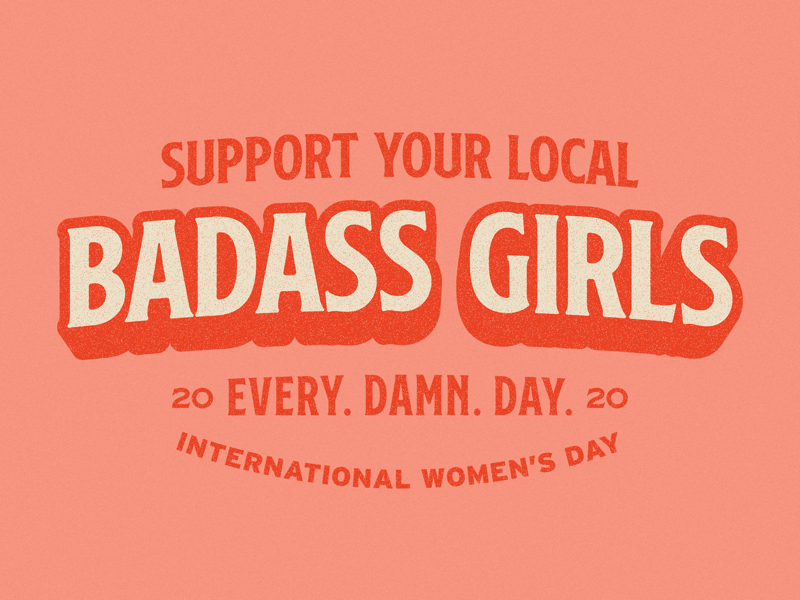 SUPPORT YOUR LOCAL
BADASS GIRLS
20 EVERY. DAMN. DAY. 20
INTERNATIONAL WOMEN'S DAY